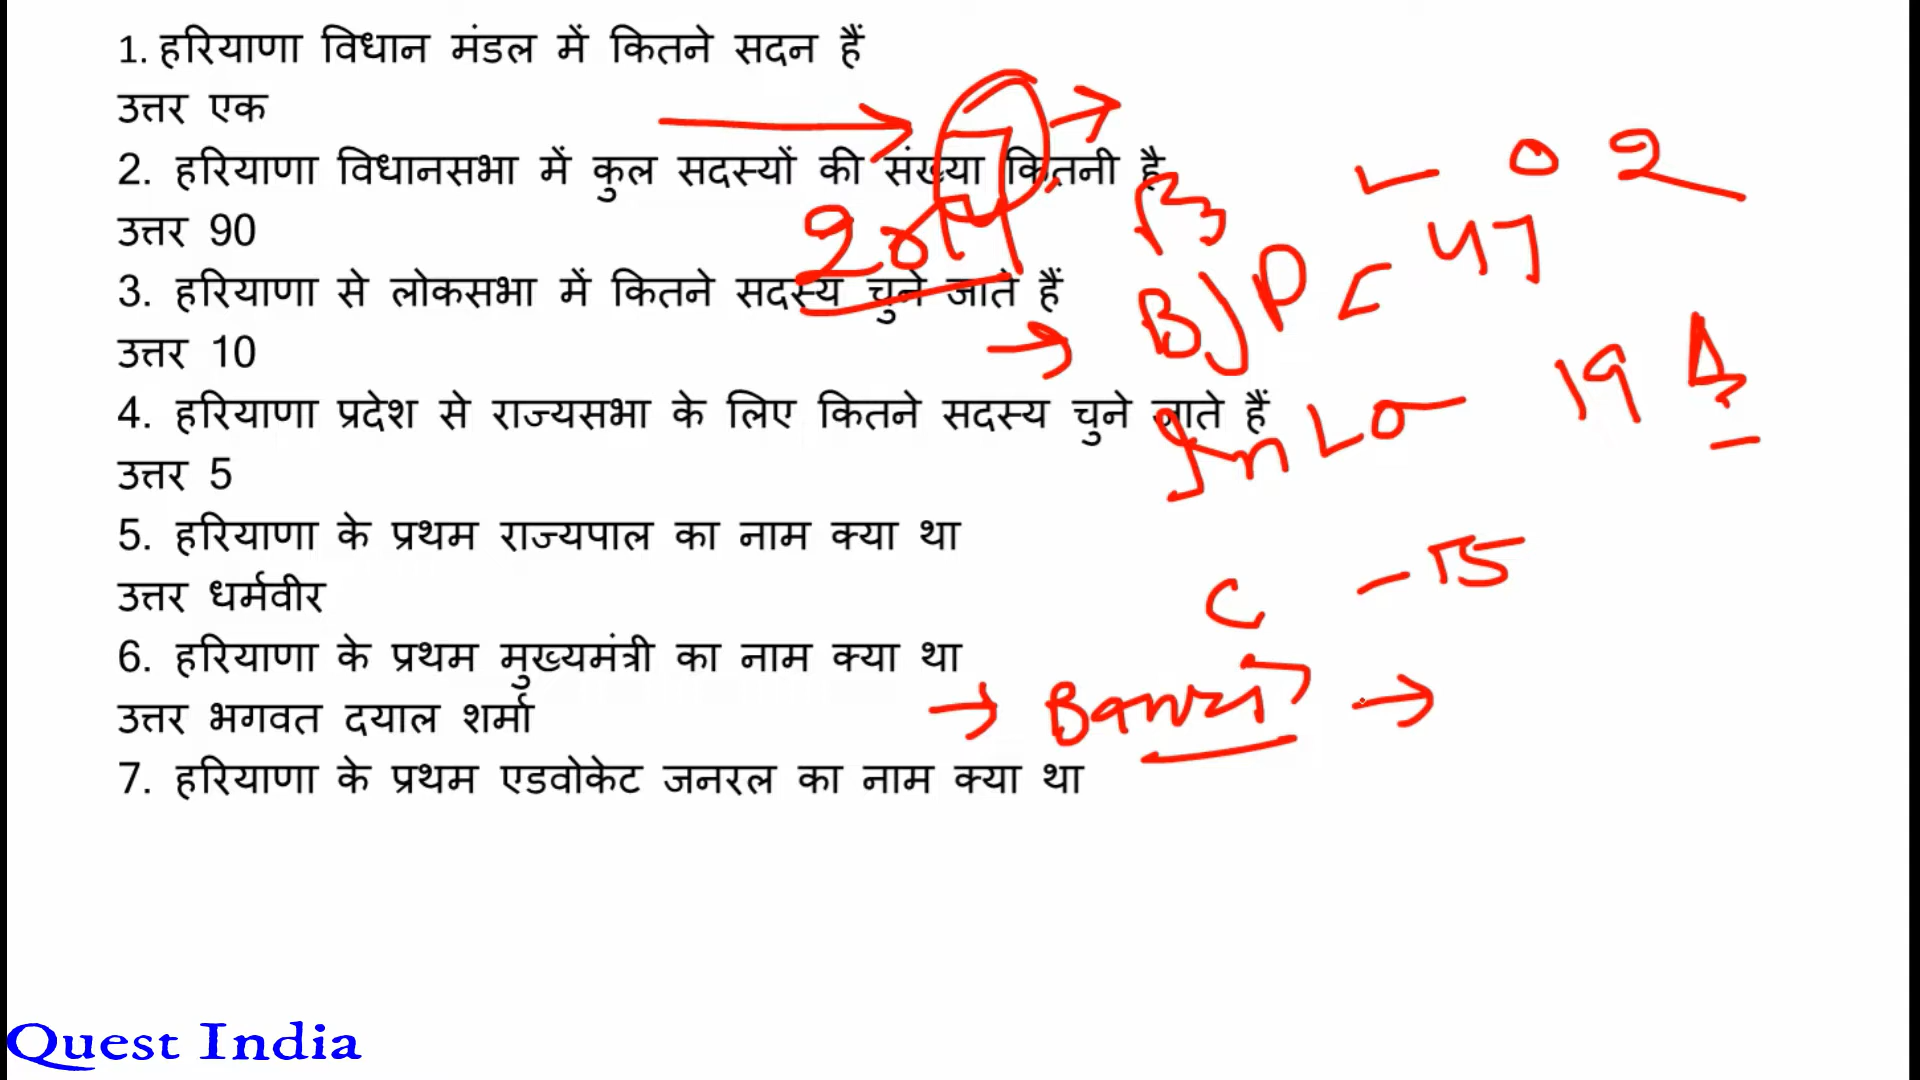 1. हरियाणा विधान मंडल में कितने सदन हैं
उत्तर एक
2. हरियाणा विधानसभा में कुल सदस्यों की संख्या कितनी है
उत्तर 90
3. हरियाणा से लोकसभा में कितने सदस्य चुने जाते हैं
उत्तर 10
4. हरियाणा प्रदेश से राज्यसभा के लिए कितने सदस्य चुने जाते हैं
उत्तर 5
5. हरियाणा के प्रथम राज्यपाल का नाम क्या था
उत्तर धर्मवीर
6. हरियाणा के प्रथम मुख्यमंत्री का नाम क्या था
उत्तर भगवत दयाल शर्मा
7. हरियाणा के प्रथम एडवोकेट जनरल का नाम क्या था
2014
BJP 47
InLO 19
C - 15
Quest India